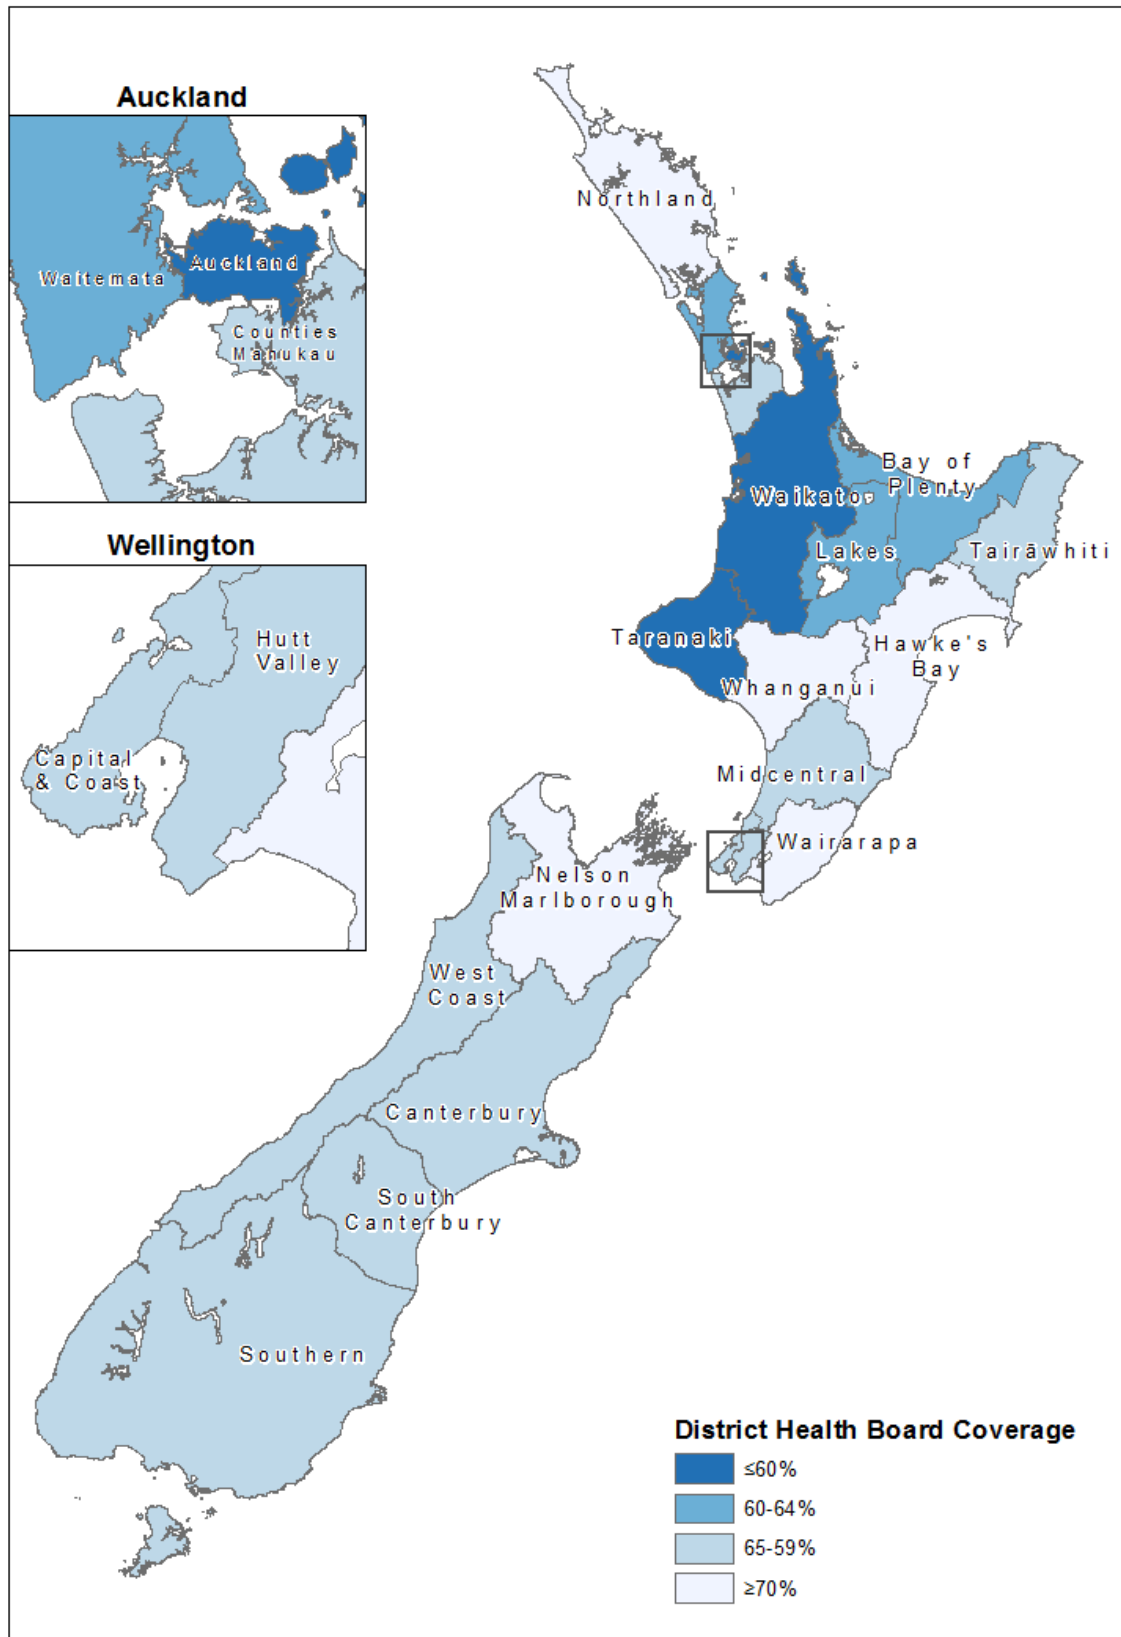 Auckland
Waitemata
Auckland
Counties
Manukau
Wellington
Hutt
Valley
Capital
& Coast
Northland
Bay of
Plenty
Waikato
Lakes
Tairāwhiti
Taranaki
Hawke's
Bay
Whanganui
Midcentral
Wairarapa
Nelson
Marlborough
West
Coast
Canterbury
South
Canterbury
Southern
District Health Board Coverage
≤60%
60-64%
65-59%
≥70%